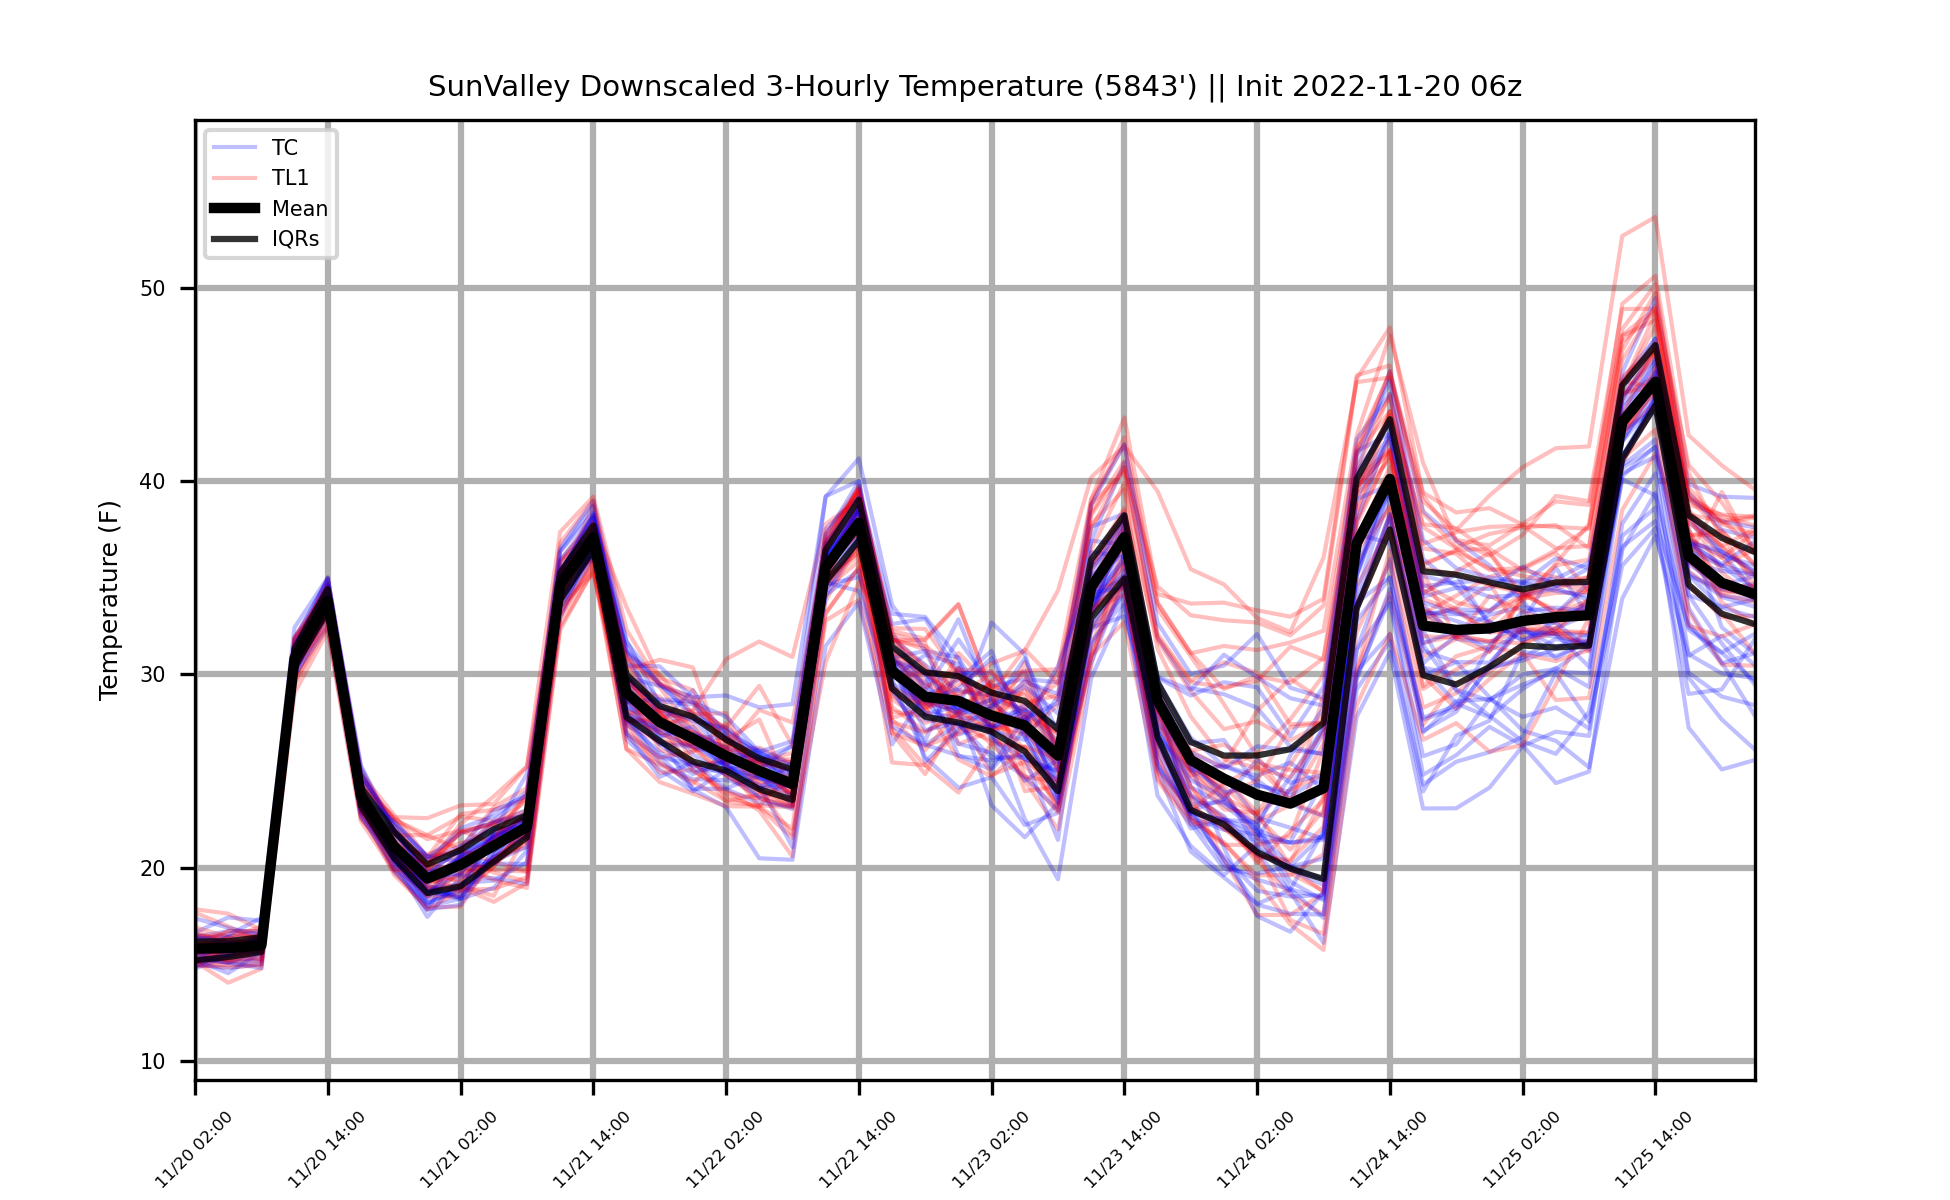 SunValley Downscaled 3-Hourly Temperature (5843') || Init 2022-11-20 06z
TC
TL1
Mean
IQRs
Temperature (F)
50
40
30
20
10
11/20 02:00
11/20 14:00
11/21 02:00
11/21 14:00
11/22 02:00
11/22 14:00
11/23 02:00
11/23 14:00
11/24 02:00
11/24 14:00
11/25 02:00
11/25 14:00